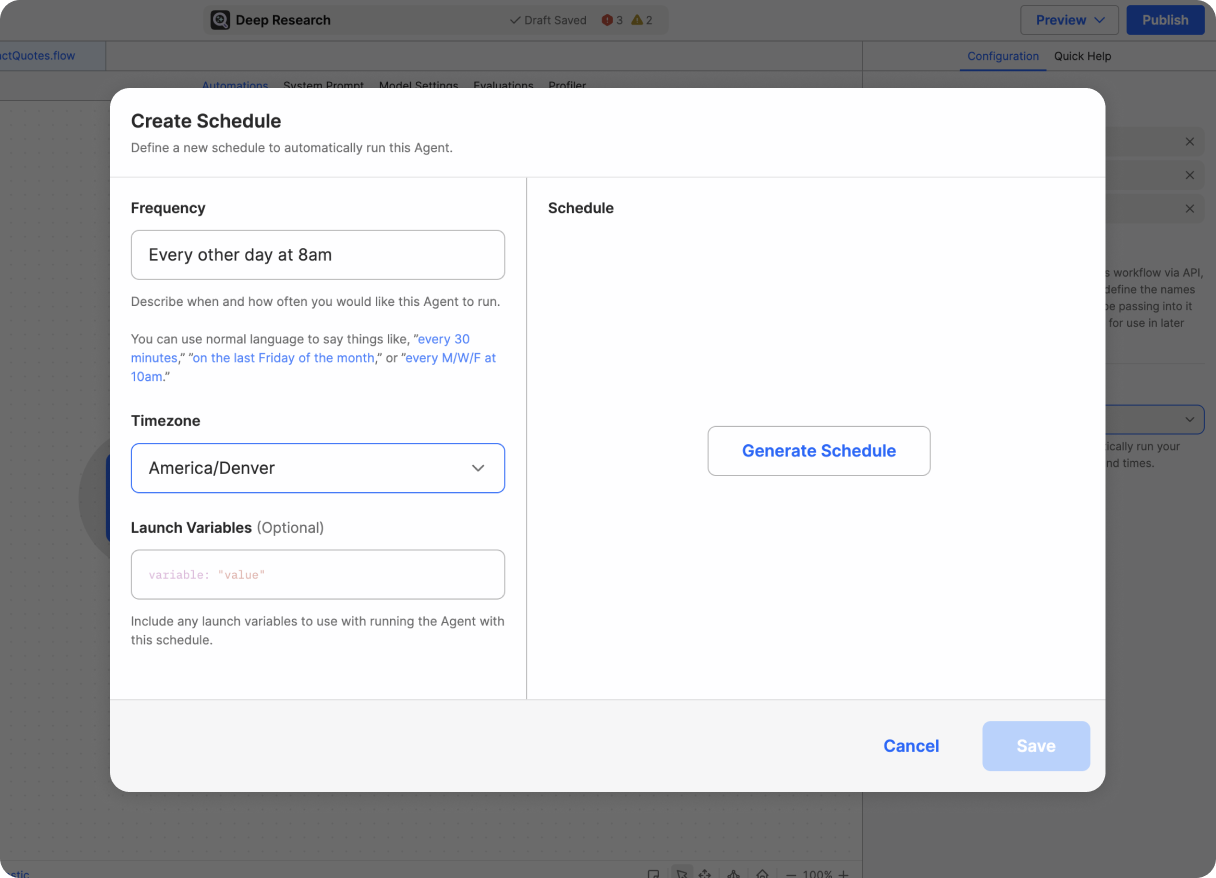 Deep Research
Draft Saved
3
2
Preview
Publish
ctQuotes.flow
Configuration
Quick Help
Automations
System Prompt
Model Settings
Evaluations
Profiler
Create Schedule
Define a new schedule to automatically run this Agent.
Frequency
Every other day at 8am
Describe when and how often you would like this Agent to run.
You can use normal language to say things like, “every 30
minutes,” “on the last Friday of the month,” or “every M/W/F at
10am.”
Timezone
America/Denver
Launch Variables (Optional)
variable: "value"
Include any launch variables to use with running the Agent with
this schedule.
Schedule
Generate Schedule
Cancel
Save
s workflow via API,
define the names
be passing into it
for use in later
ically run your
nd times.
stic
100%